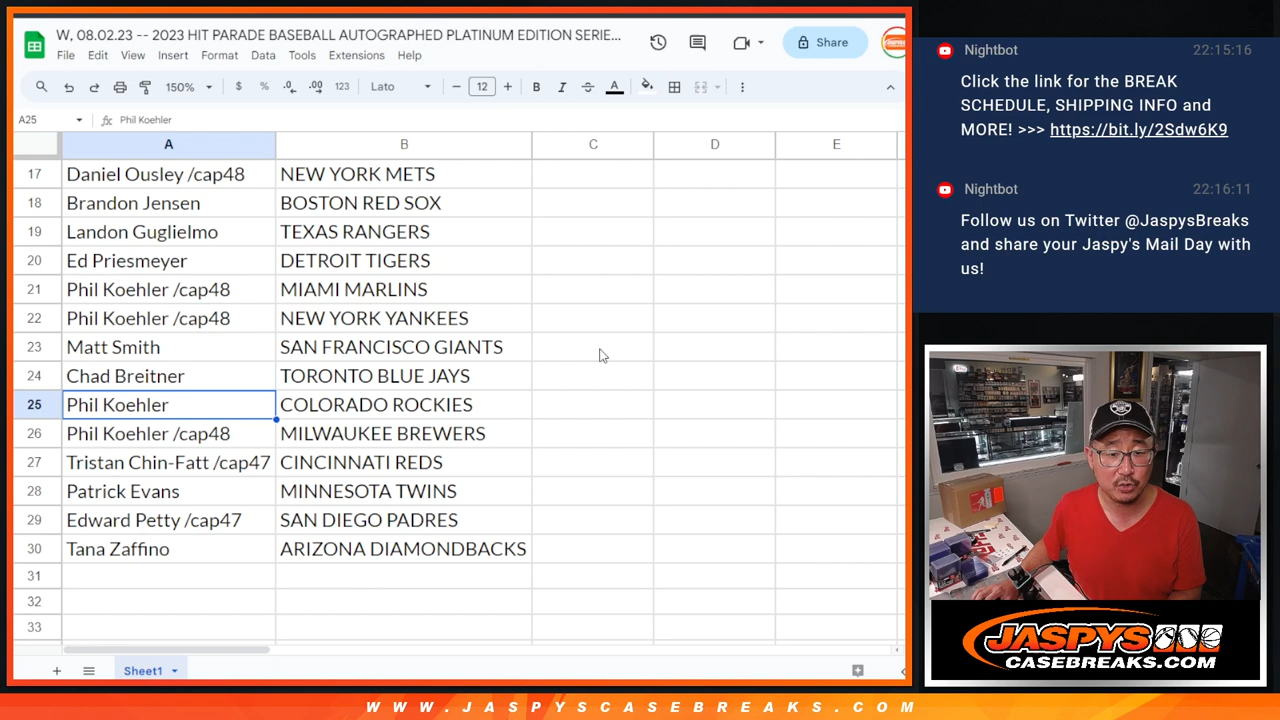 W, 08.02.23 -- 2023 HIT PARADE BASEBALL AUTOGRAPHED PLATINUM EDITION SERIE...
File Edit View Insert Format Data Tools Extensions Help
Share
150% $ % .0 .00 123 Lato 12 B I A
A25 fx Phil Koehler
A B C D E
17 Daniel Ousley /cap48 NEW YORK METS
18 Brandon Jensen BOSTON RED SOX
19 Landon Guglielmo TEXAS RANGERS
20 Ed Priesmeyer DETROIT TIGERS
21 Phil Koehler /cap48 MIAMI MARLINS
22 Phil Koehler /cap48 NEW YORK YANKEES
23 Matt Smith SAN FRANCISCO GIANTS
24 Chad Breitner TORONTO BLUE JAYS
25 Phil Koehler COLORADO ROCKIES
26 Phil Koehler /cap48 MILWAUKEE BREWERS
27 Tristan Chin-Fatt /cap47 CINCINNATI REDS
28 Patrick Evans MINNESOTA TWINS
29 Edward Petty /cap47 SAN DIEGO PADRES
30 Tana Zaffino ARIZONA DIAMONDBACKS
31
32
33
Sheet1
Nightbot 22:15:16
Click the link for the BREAK
SCHEDULE, SHIPPING INFO and
MORE! >>> https://bit.ly/2Sdw6K9
Nightbot 22:16:11
Follow us on Twitter @JaspysBreaks
and share your Jaspy's Mail Day with
us!
JASPYS
CASEBREAKS.COM
WWW.JASPYSCASEBREAKS.COM